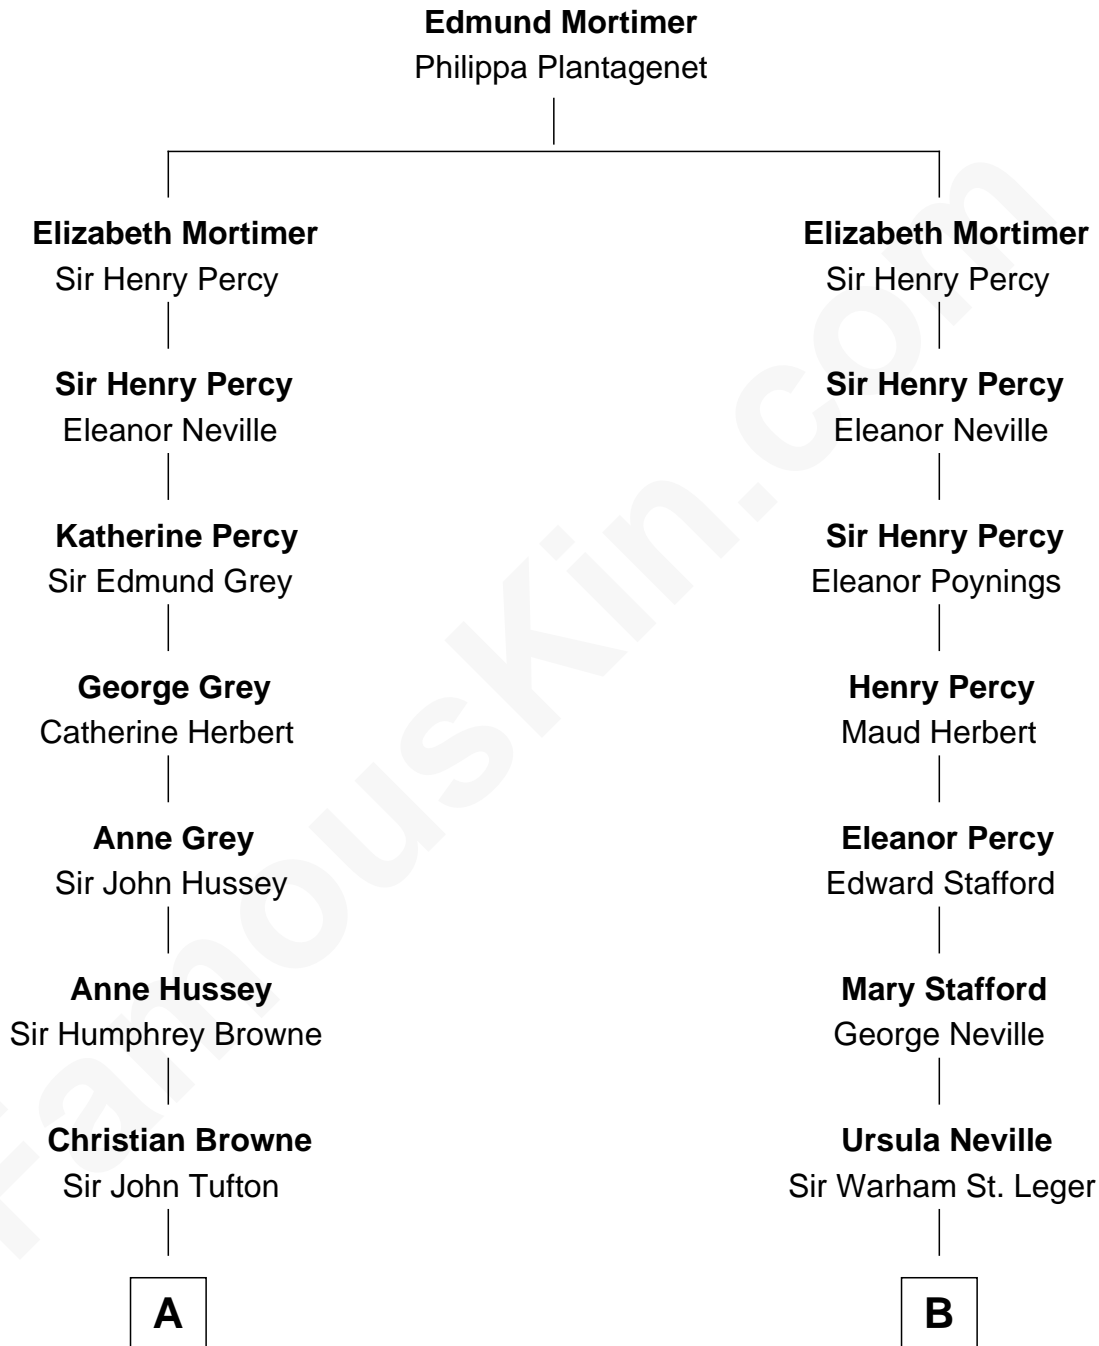 Edmund Mortimer
Philippa Plantagenet
Elizabeth Mortimer
Sir Henry Percy
Sir Henry Percy
Eleanor Neville
Katherine Percy
Sir Edmund Grey
George Grey
Catherine Herbert
Anne Grey
Sir John Hussey
Anne Hussey
Sir Humphrey Browne
Christian Browne
Sir John Tufton
A
Elizabeth Mortimer
Sir Henry Percy
Sir Henry Percy
Eleanor Neville
Sir Henry Percy
Eleanor Poynings
Henry Percy
Maud Herbert
Eleanor Percy
Edward Stafford
Mary Stafford
George Neville
Ursula Neville
Sir Warham St. Leger
B
FamousKin.com